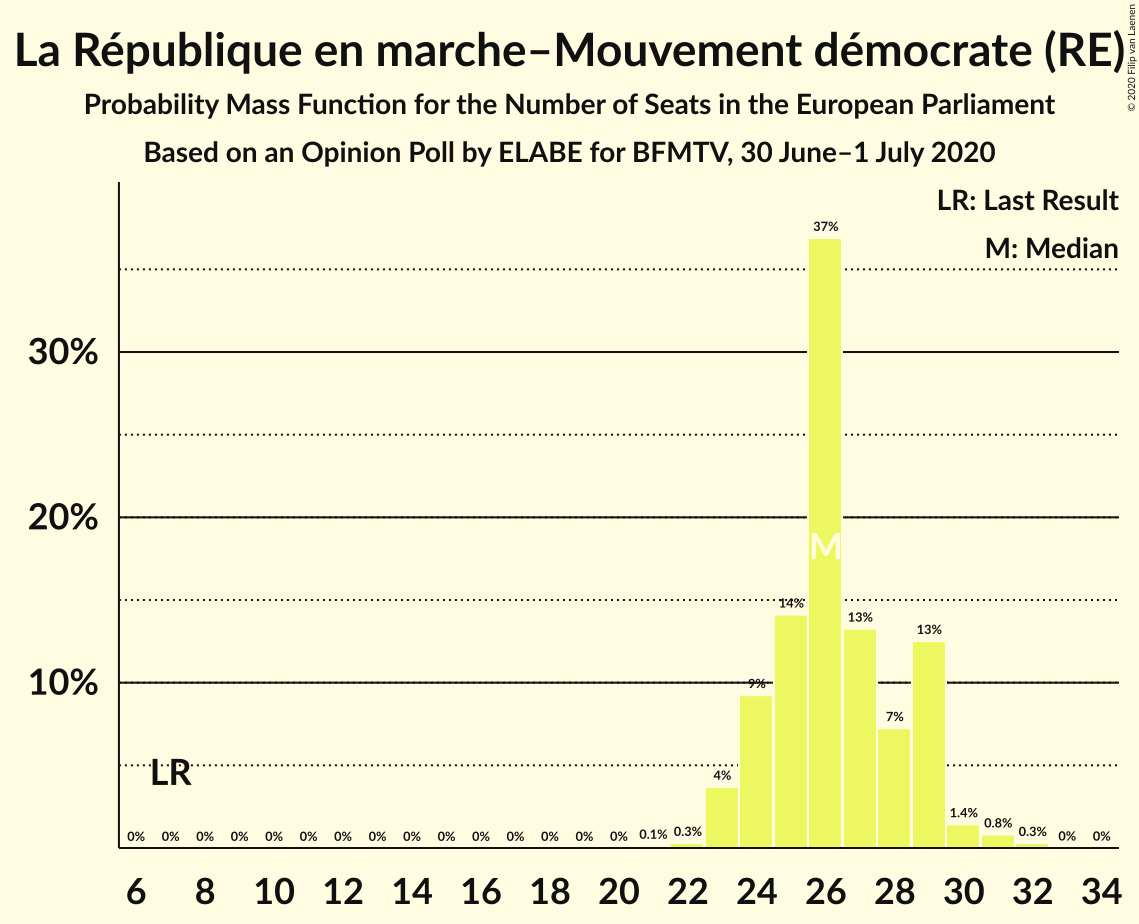 La République en marche–Mouvement démocrate (RE)
© 2020 Filip van Laenen
Probability Mass Function for the Number of Seats in the European Parliament
Based on an Opinion Poll by ELABE for BFMTV, 30 June–1 July 2020
LR: Last Result
M: Median
30%
20%
10%
37%
M
14%
13%
13%
9%
7%
4%
LR
0% 0% 0% 0% 0% 0% 0% 0% 0% 0% 0% 0% 0% 0% 0% 0.1% 0.3% 1.4% 0.8% 0.3% 0% 0%
6 8 10 12 14 16 18 20 22 24 26 28 30 32 34